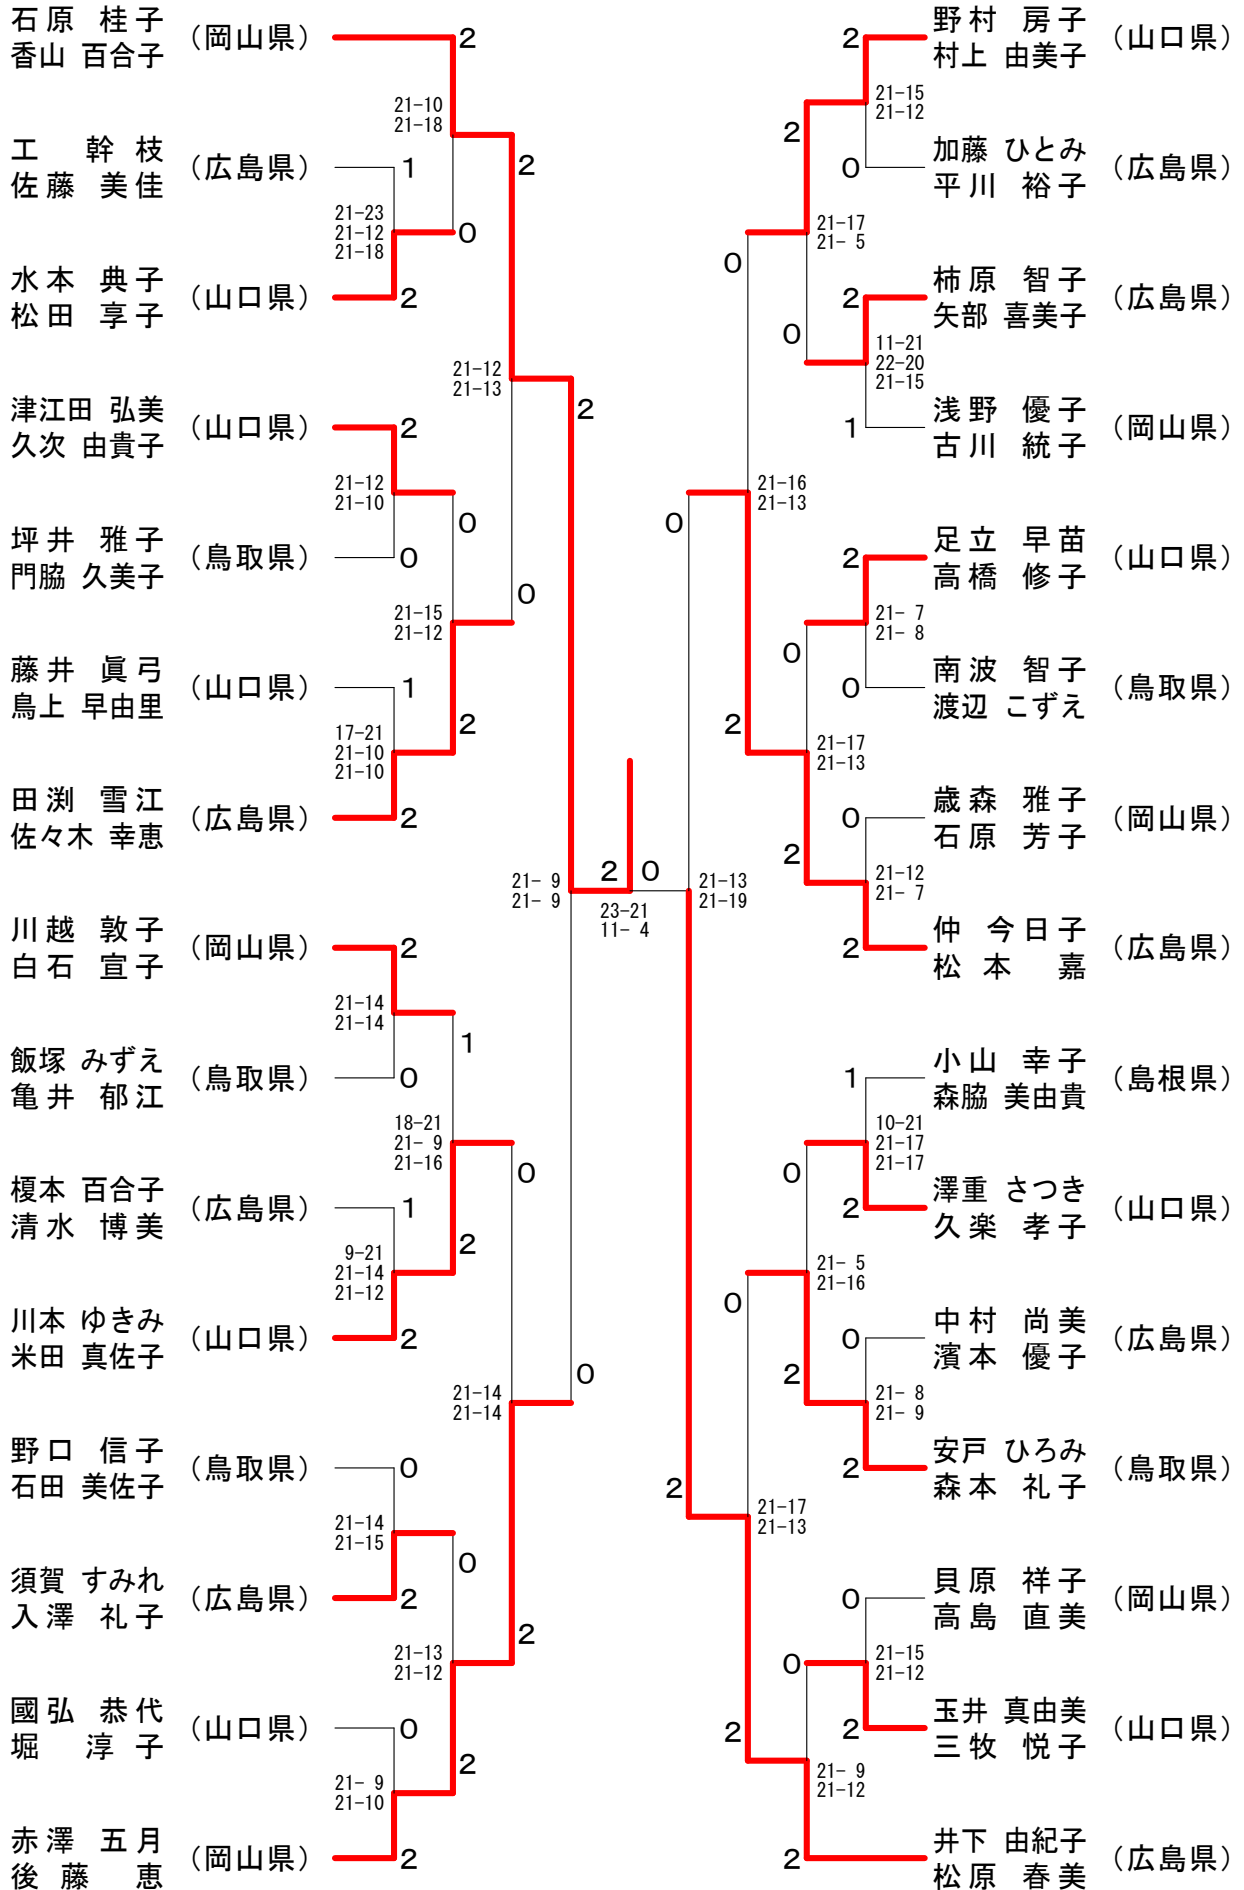 石原 桂子
香山 百合子
（岡山県）
2
21-10
21-18
工 幹枝
佐藤 美佳
（広島県）
1
21-23
21-12
21-18
0
水本 典子
松田 享子
（山口県）
2
2
21-12
21-13
津江田 弘美
久次 由貴子
（山口県）
2
21-12
21-10
0
坪井 雅子
門脇 久美子
（鳥取県）
0
21-15
21-12
0
藤井 眞弓
鳥上 早由里
（山口県）
1
17-21
21-10
21-10
2
田渕 雪江
佐々木 幸恵
（広島県）
2
2
21- 9
21- 9
川越 敦子
白石 宣子
（岡山県）
2
21-14
21-14
1
飯塚 みずえ
亀井 郁江
（鳥取県）
0
18-21
21- 9
21-16
0
榎本 百合子
清水 博美
（広島県）
1
9-21
21-14
21-12
2
川本 ゆきみ
米田 真佐子
（山口県）
2
21-14
21-14
0
野口 信子
石田 美佐子
（鳥取県）
0
21-14
21-15
0
須賀 すみれ
入澤 礼子
（広島県）
2
21-13
21-12
2
國弘 恭代
堀 淳子
（山口県）
0
21- 9
21-10
2
赤澤 五月
後藤 恵
（岡山県）
2
2 0
23-21
11- 4
野村 房子
村上 由美子
（山口県）
2
21-15
21-12
2
加藤 ひとみ
平川 裕子
（広島県）
0
21-17
21- 5
0
柿原 智子
矢部 喜美子
（広島県）
2
11-21
22-20
21-15
0
浅野 優子
古川 統子
（岡山県）
1
21-16
21-13
0
足立 早苗
高橋 修子
（山口県）
2
21- 7
21- 8
0
南波 智子
渡辺 こずえ
（鳥取県）
0
21-17
21-13
2
歳森 雅子
石原 芳子
（岡山県）
0
21-12
21- 7
2
仲 今日子
松本 嘉
（広島県）
2
21-13
21-19
小山 幸子
森脇 美由貴
（島根県）
1
10-21
21-17
21-17
0
澤重 さつき
久楽 孝子
（山口県）
2
21- 5
21-16
0
中村 尚美
濱本 優子
（広島県）
0
21- 8
21- 9
2
安戸 ひろみ
森本 礼子
（鳥取県）
2
21-17
21-13
2
貝原 祥子
高島 直美
（岡山県）
0
21-15
21-12
0
玉井 真由美
三牧 悦子
（山口県）
2
21- 9
21-12
2
井下 由紀子
松原 春美
（広島県）
2